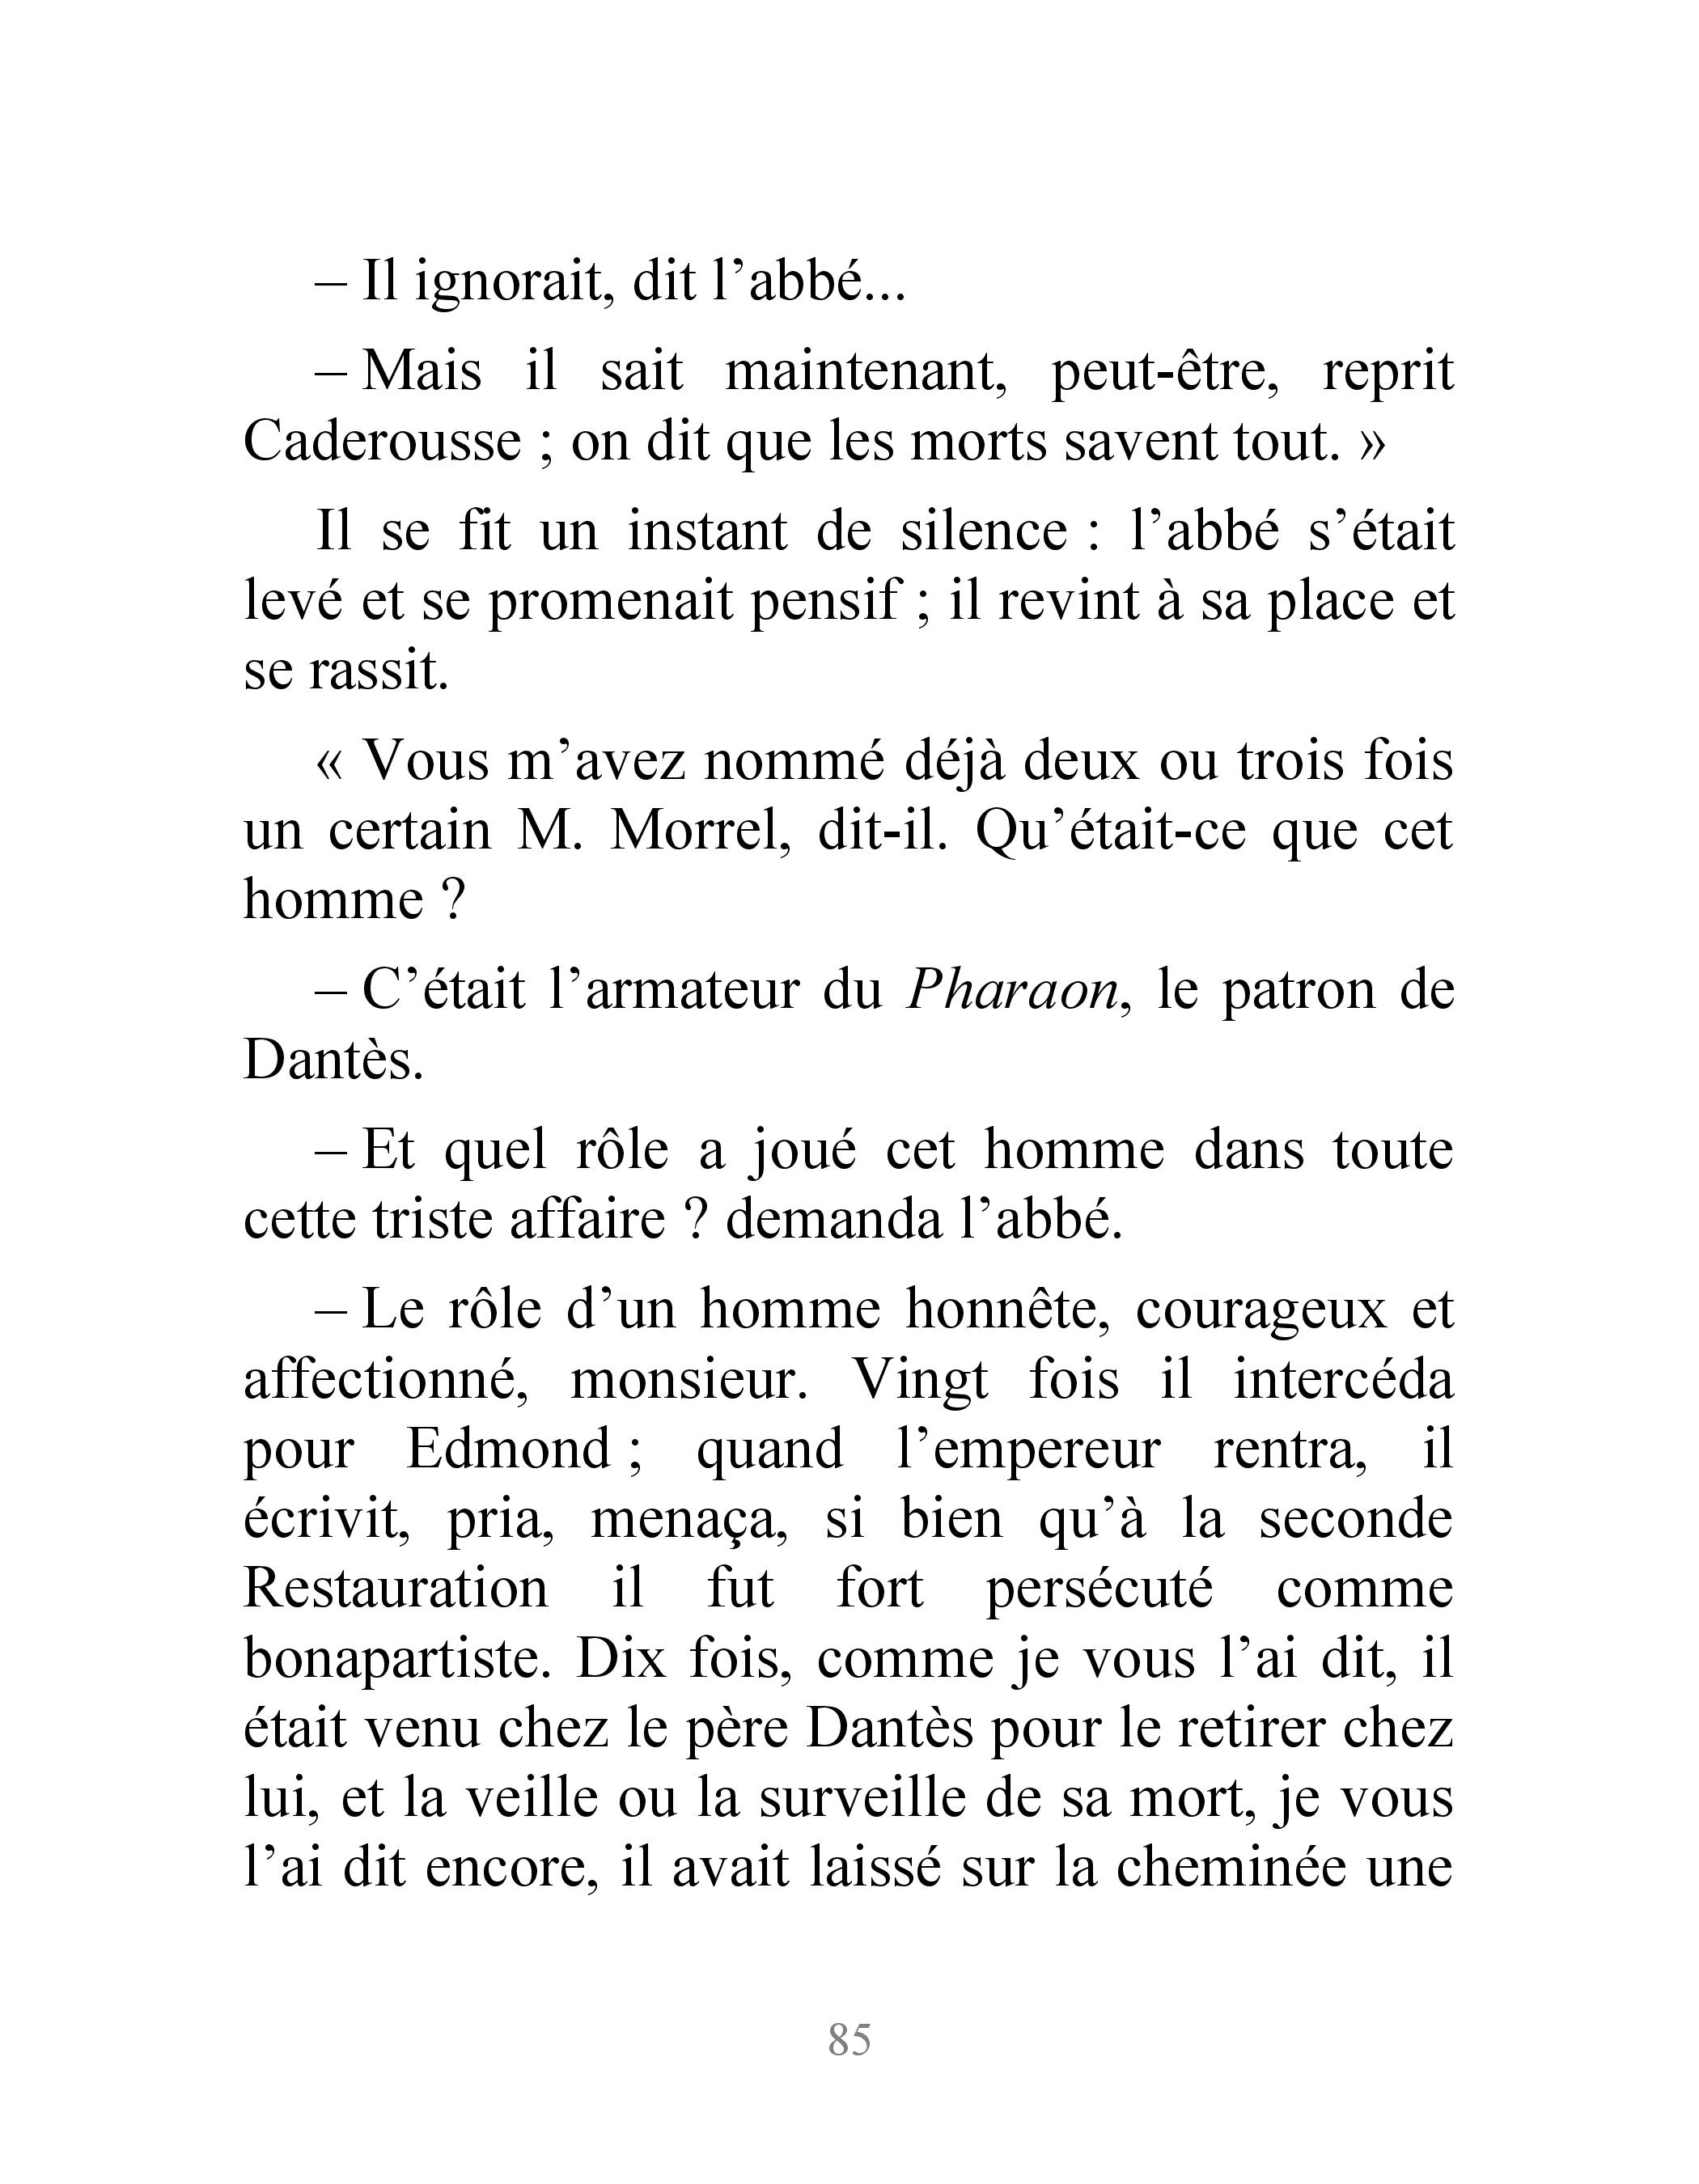 – Il ignorait, dit l’abbé...
– Mais il sait maintenant, peut-être, reprit
Caderousse ; on dit que les morts savent tout. »
Il se fit un instant de silence : l’abbé s’était
levé et se promenait pensif ; il revint à sa place et
se rassit.
« Vous m’avez nommé déjà deux ou trois fois
un certain M. Morrel, dit-il. Qu’était-ce que cet
homme ?
– C’était l’armateur du Pharaon, le patron de
Dantès.
– Et quel rôle a joué cet homme dans toute
cette triste affaire ? demanda l’abbé.
– Le rôle d’un homme honnête, courageux et
affectionné, monsieur. Vingt fois il intercéda
pour Edmond ; quand l’empereur rentra, il
écrivit, pria, menaça, si bien qu’à la seconde
Restauration il fut fort persécuté comme
bonapartiste. Dix fois, comme je vous l’ai dit, il
était venu chez le père Dantès pour le retirer chez
lui, et la veille ou la surveille de sa mort, je vous
l’ai dit encore, il avait laissé sur la cheminée une
85